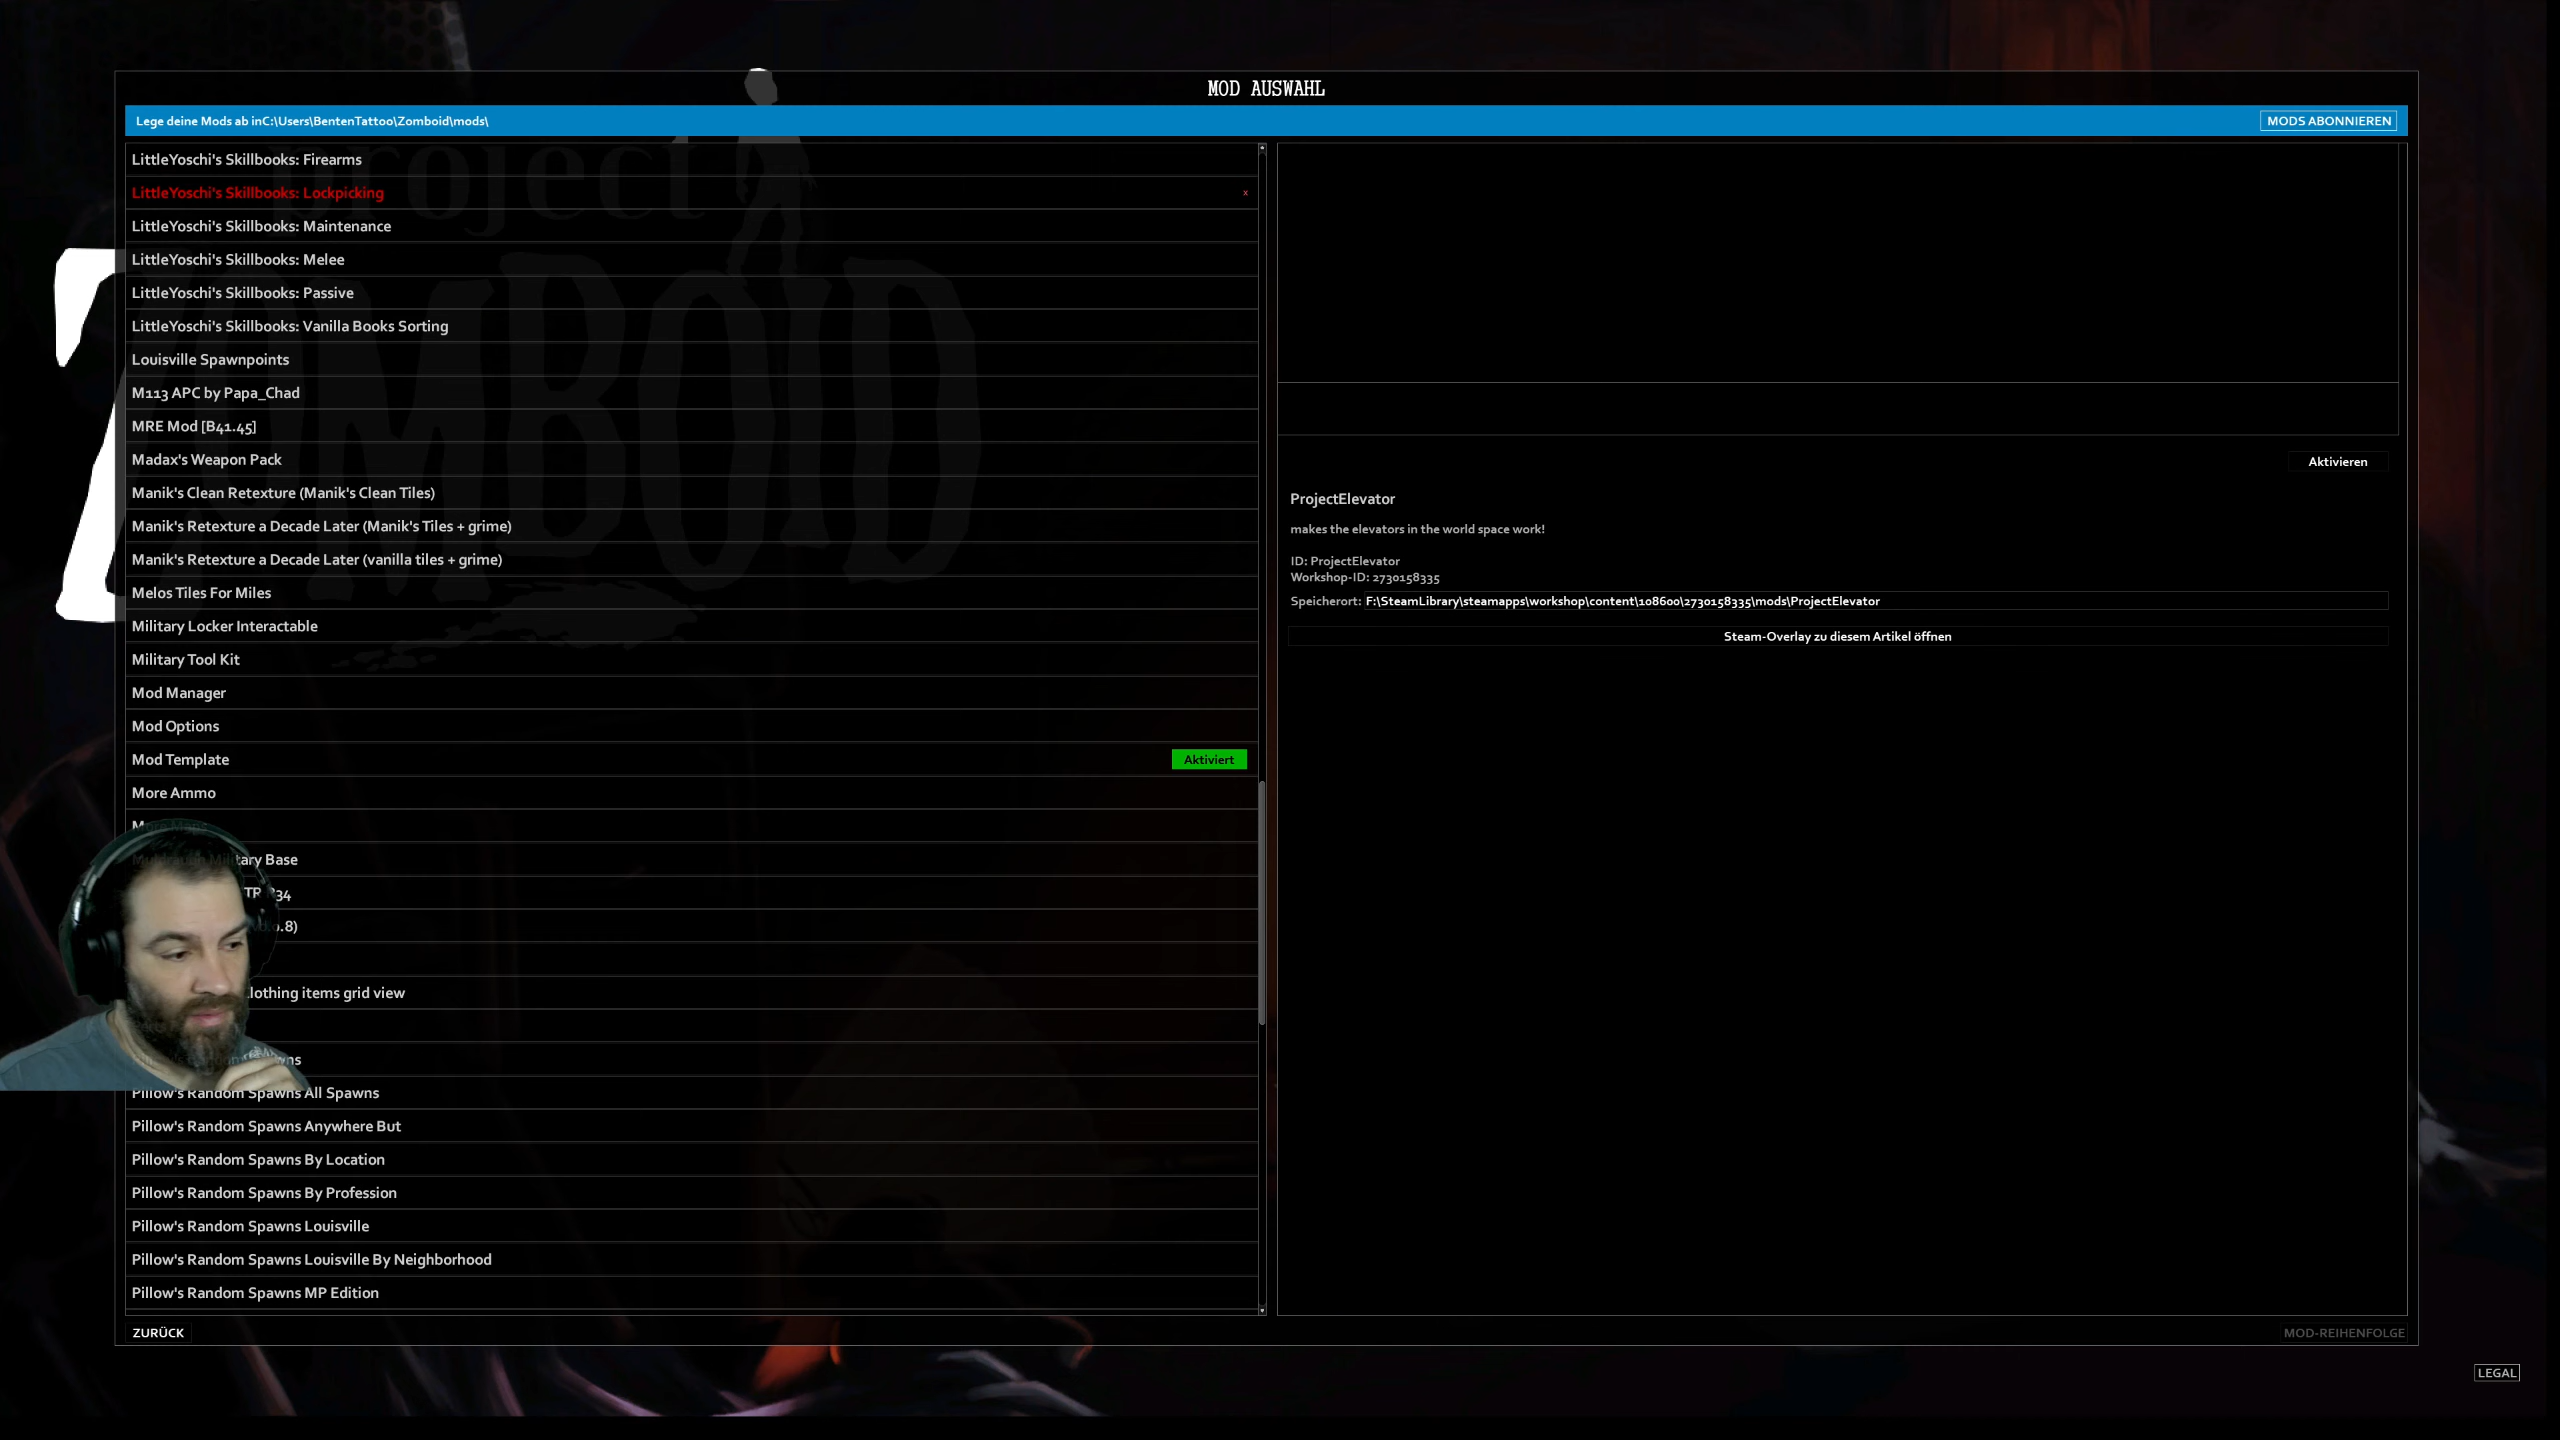 MOD AUSWAHL
Lege deine Mods ab inC:\Users\BentenTattoo\Zomboid\mods\
MODS ABONNIEREN
project
ZOMBOID
LittleYoschi's Skillbooks: Firearms
LittleYoschi's Skillbooks: Lockpicking x
LittleYoschi's Skillbooks: Maintenance
LittleYoschi's Skillbooks: Melee
LittleYoschi's Skillbooks: Passive
LittleYoschi's Skillbooks: Vanilla Books Sorting
Louisville Spawnpoints
M113 APC by Papa_Chad
MRE Mod [B41.45]
Madax's Weapon Pack
Manik's Clean Retexture (Manik's Clean Tiles)
Manik's Retexture a Decade Later (Manik's Tiles + grime)
Manik's Retexture a Decade Later (vanilla tiles + grime)
Melos Tiles For Miles
Military Locker Interactable
Military Tool Kit
Mod Manager
Mod Options
Mod Template Aktiviert
More Ammo
More Maps
Military Base
.8)
lothing items grid view
Pillow's Random Spawns All Spawns
Pillow's Random Spawns Anywhere But
Pillow's Random Spawns By Location
Pillow's Random Spawns By Profession
Pillow's Random Spawns Louisville
Pillow's Random Spawns Louisville By Neighborhood
Pillow's Random Spawns MP Edition
ZURÜCK
Aktivieren
ProjectElevator
makes the elevators in the world space work!
ID: ProjectElevator
Workshop-ID: 2730158335
Speicherort: F:\SteamLibrary\steamapps\workshop\content\108600\2730158335\mods\ProjectElevator
Steam-Overlay zu diesem Artikel öffnen
MOD-REIHENFOLGE
LEGAL